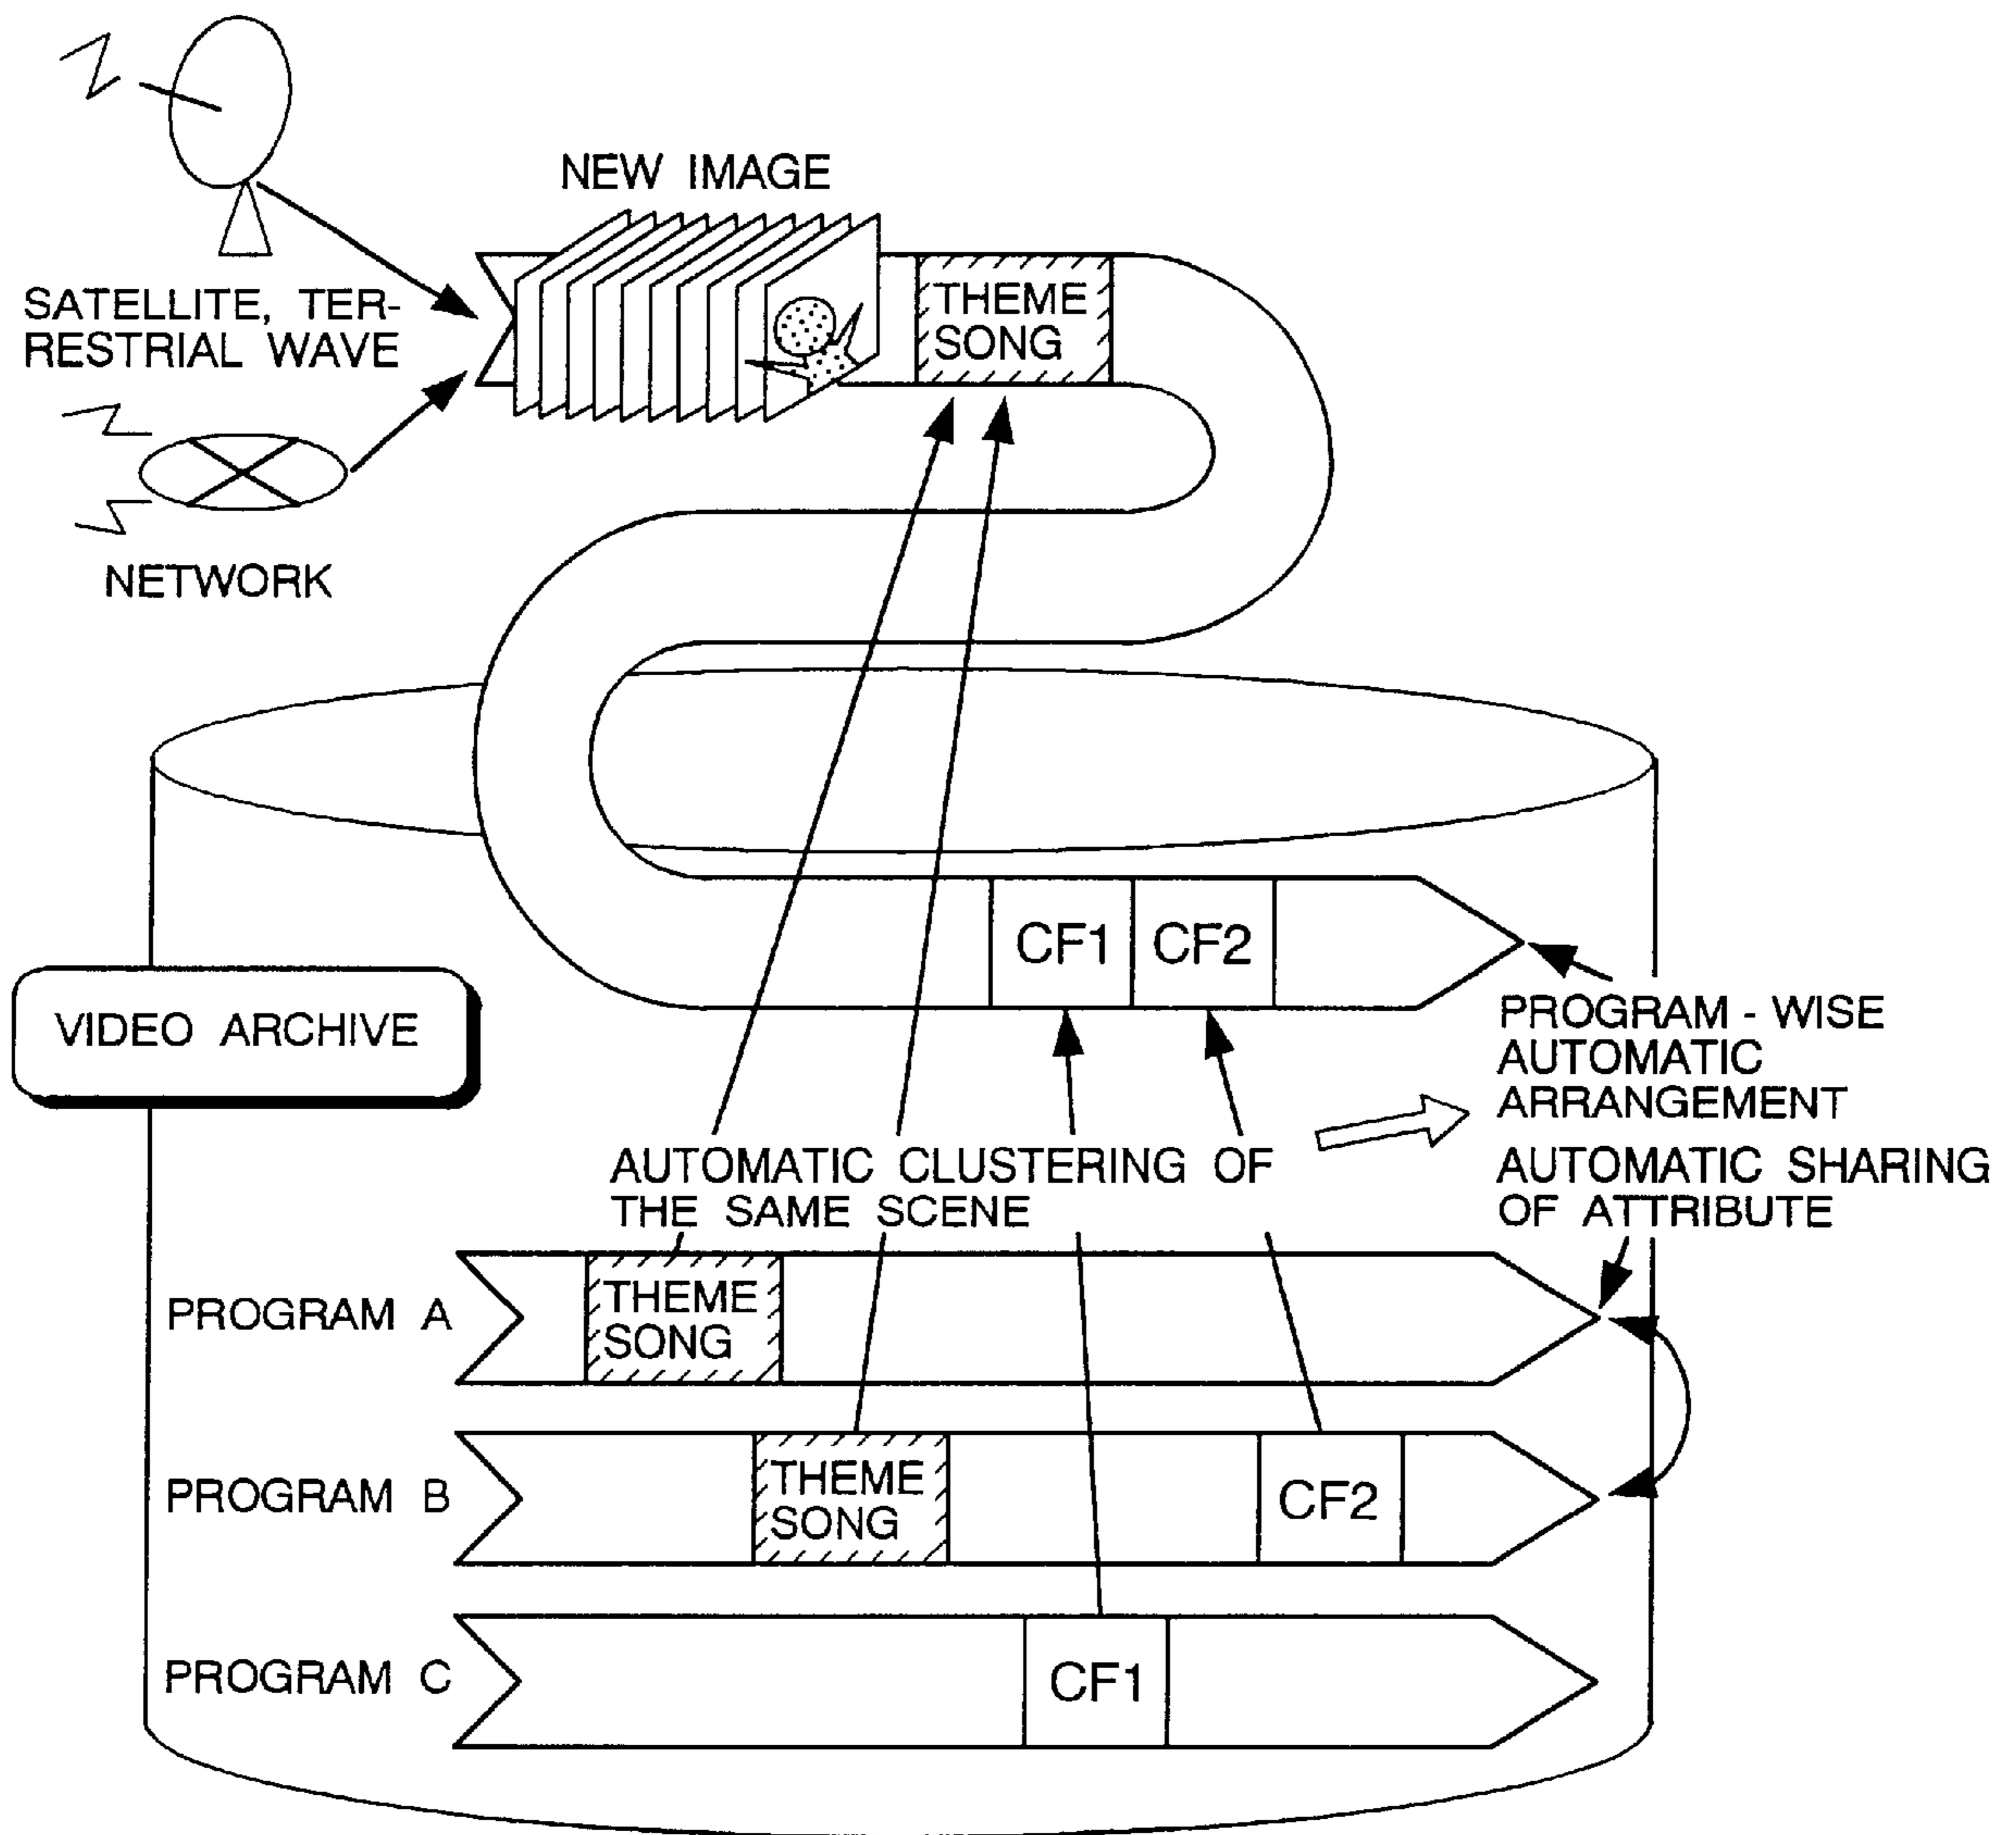 NEW IMAGE
SATELLITE, TER-
RESTRIAL WAVE
THEME
SONG
NETWORK
CF1
CF2
VIDEO ARCHIVE
PROGRAM - WISE
AUTOMATIC
ARRANGEMENT
AUTOMATIC SHARING
OF ATTRIBUTE
AUTOMATIC CLUSTERING OF
THE SAME SCENE
PROGRAM A
THEME
SONG
PROGRAM B
THEME
SONG
CF2
PROGRAM C
CF1